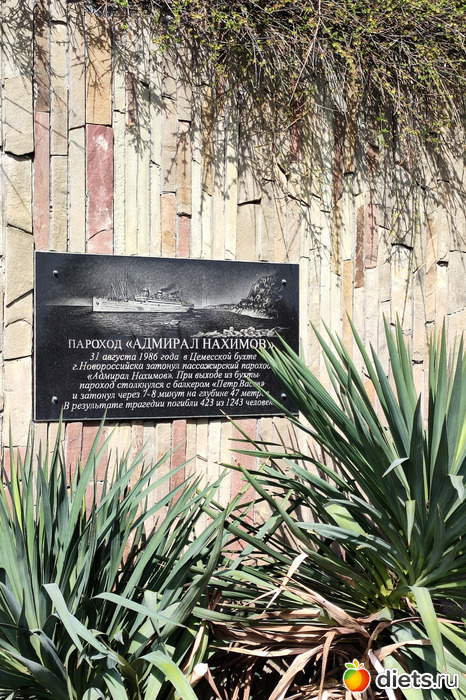 ПАРОХОД «АДМИРАЛ НАХИМОВ»
31 августа 1986 года в Цемесской бухте
г.Новороссийска затонул пассажирский пароход
«Адмирал Нахимов». При выходе из бухты
пароход столкнулся с балкером «Петр Васев»
и затонул через 7-8 минут на глубине 47 метров.
В результате трагедии погибли 423 из 1243 человек
diets.ru